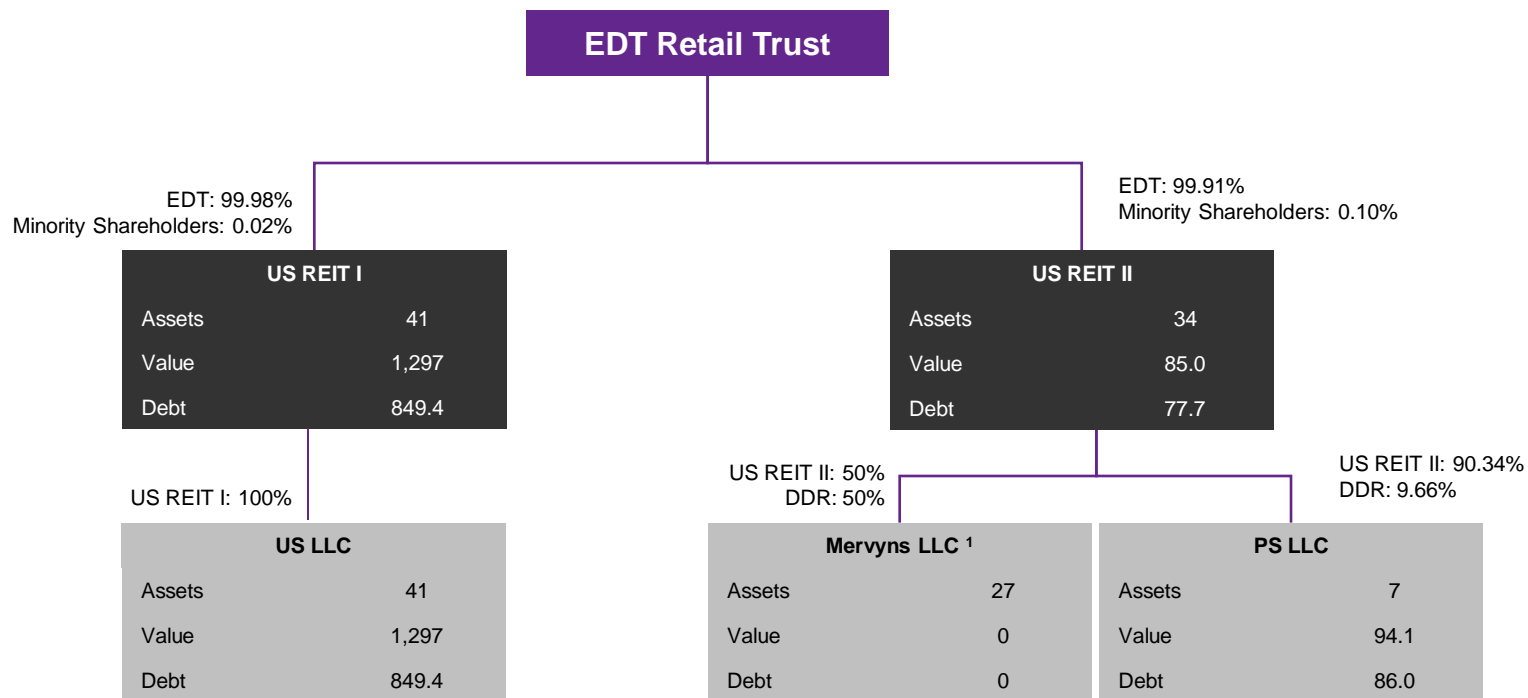 EDT Retail Trust
EDT: 99.98%
Minority Shareholders: 0.02%
EDT: 99.91%
Minority Shareholders: 0.10%
US REIT I
Assets 41
Value 1,297
Debt 849.4
US REIT II
Assets 34
Value 85.0
Debt 77.7
US REIT I: 100%
US REIT II: 50%
DDR: 50%
US REIT II: 90.34%
DDR: 9.66%
US LLC
Assets 41
Value 1,297
Debt 849.4
Mervyns LLC ¹
Assets 27
Value 0
Debt 0
PS LLC
Assets 7
Value 94.1
Debt 86.0